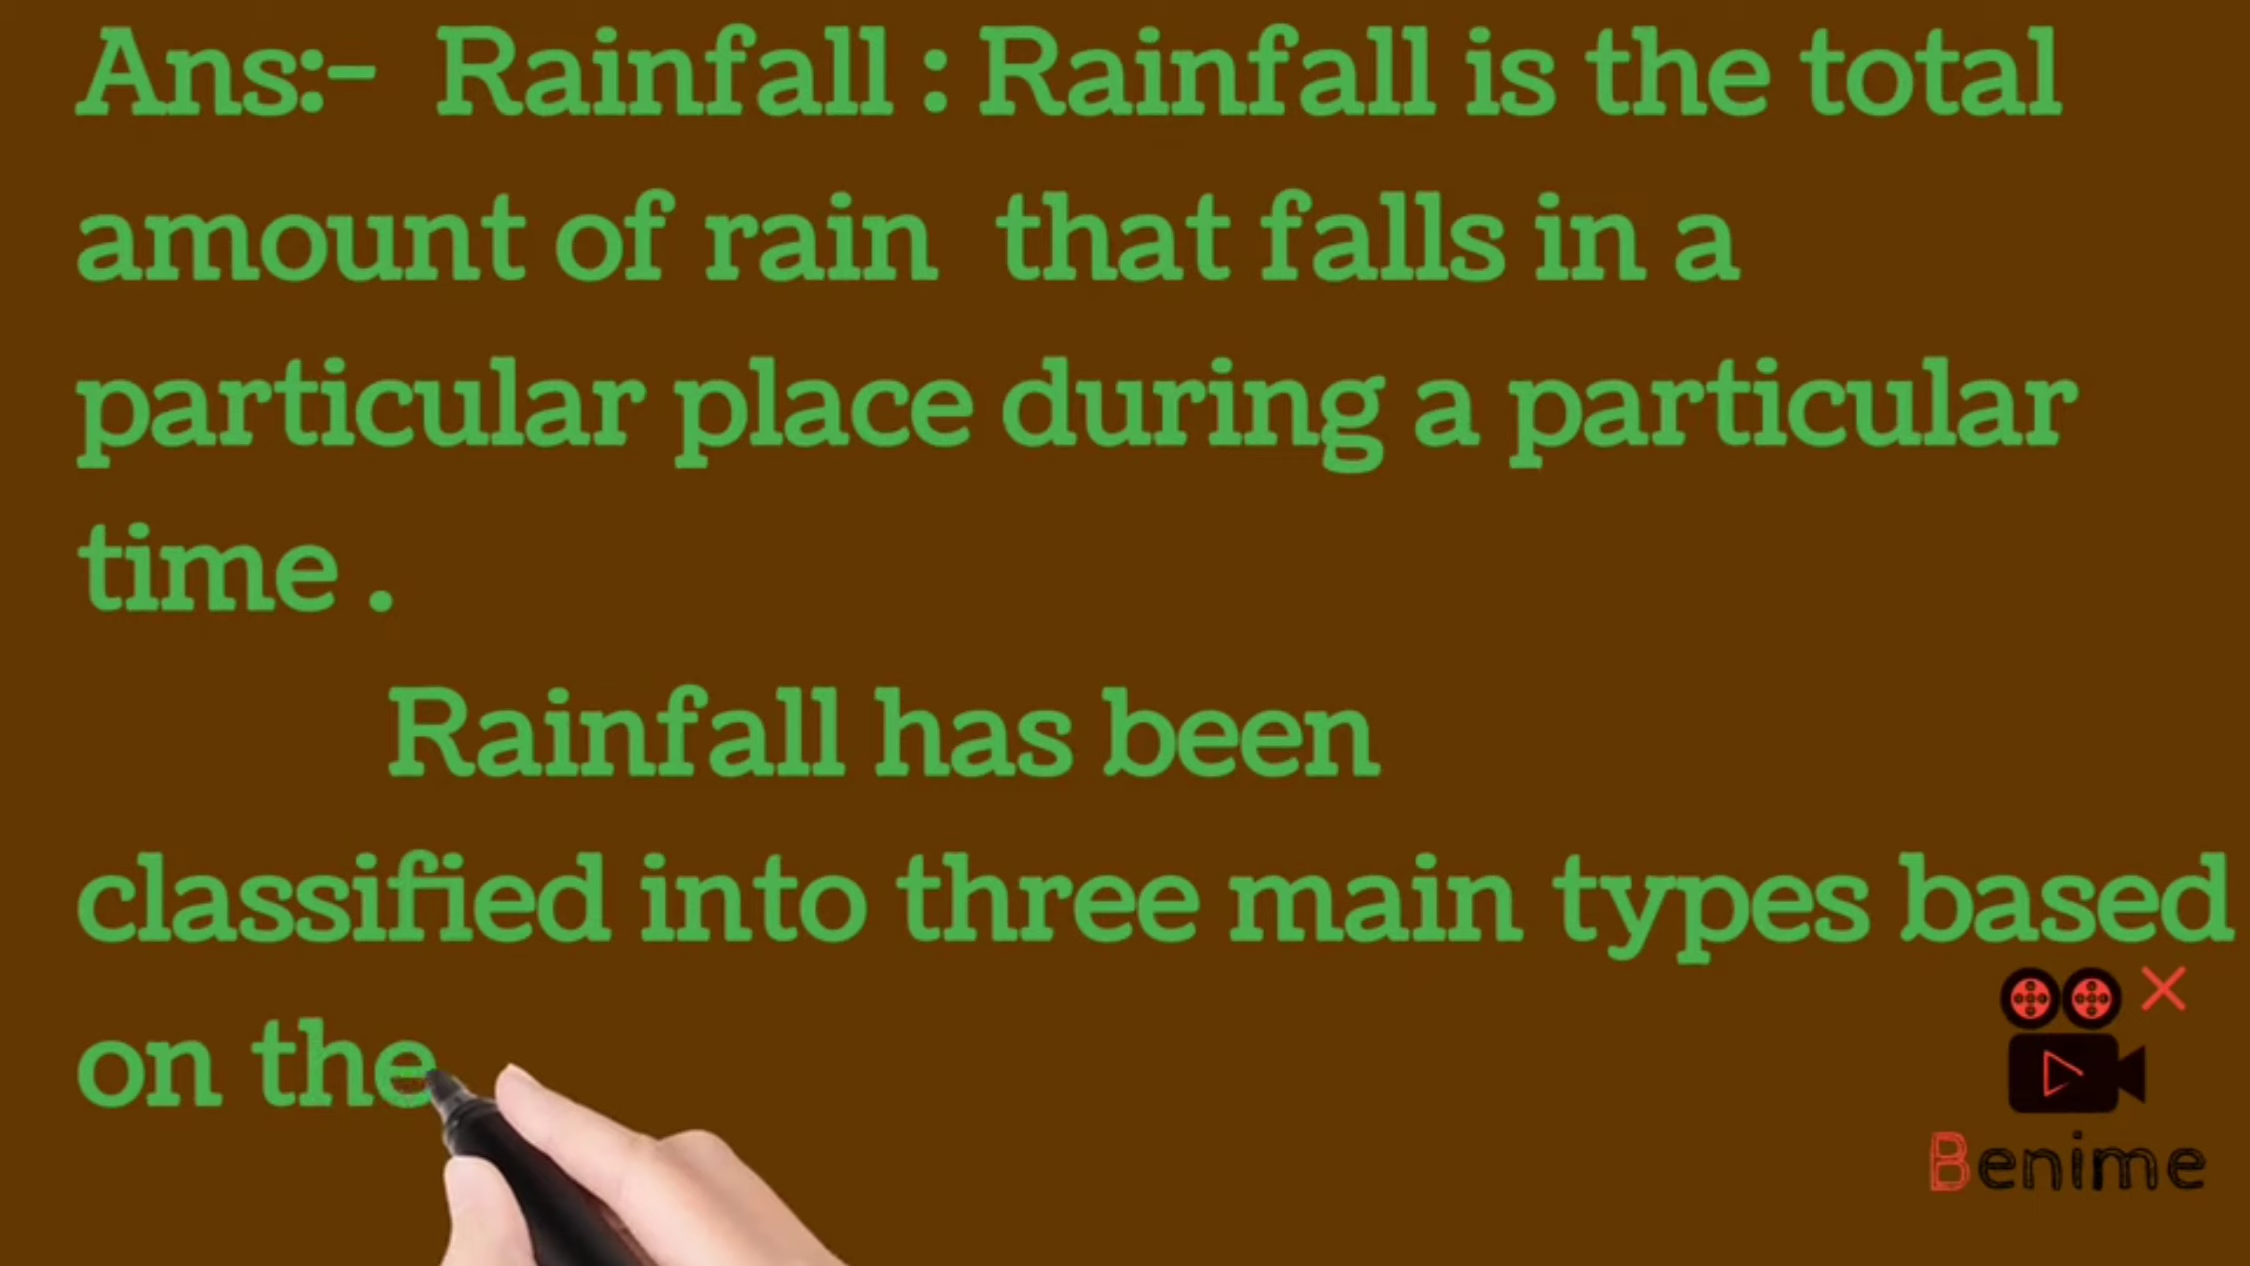 Ans:- Rainfall : Rainfall is the total
amount of rain that falls in a
particular place during a particular
time .
Rainfall has been
classified into three main types based
on the
Benime